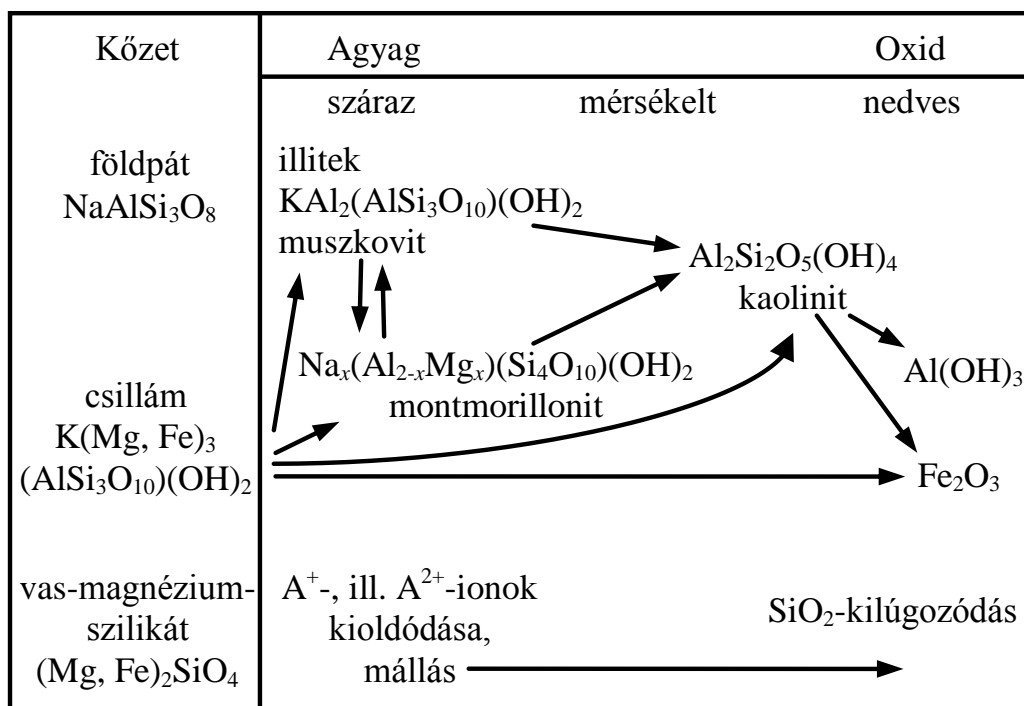 Kőzet
Agyag
Oxid
száraz
mérsékelt
nedves
földpát
NaAlSi₃O₈
illitek
KAl₂(AlSi₃O₁₀)(OH)₂
muszkovit
Al₂Si₂O₅(OH)₄
kaolinit
Naₓ(Al₂₋ₓMgₓ)(Si₄O₁₀)(OH)₂
montmorillonit
Al(OH)₃
csillám
K(Mg, Fe)₃
(AlSi₃O₁₀)(OH)₂
Fe₂O₃
vas-magnézium-
szilikát
(Mg, Fe)₂SiO₄
A⁺-, ill. A²⁺-ionok
kioldódása,
mállás
SiO₂-kilúgozódás